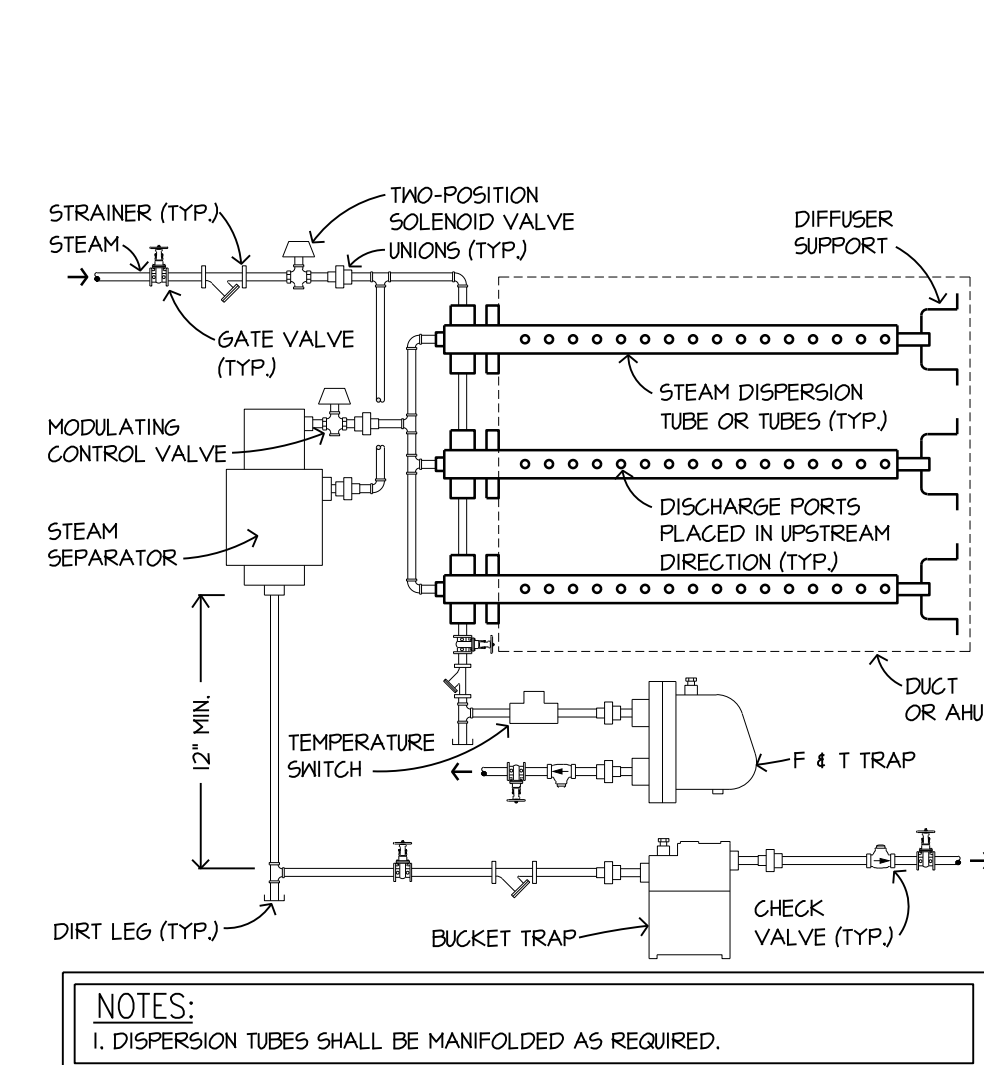 TWO-POSITION
SOLENOID VALVE
UNIONS (TYP.)
STRAINER (TYP.)
STEAM
DIFFUSER
SUPPORT
GATE VALVE
(TYP.)
STEAM DISPERSION
TUBE OR TUBES (TYP.)
MODULATING
CONTROL VALVE
DISCHARGE PORTS
PLACED IN UPSTREAM
DIRECTION (TYP.)
STEAM
SEPARATOR
12" MIN.
DUCT
OR AHU
TEMPERATURE
SWITCH
F & T TRAP
DIRT LEG (TYP.)
BUCKET TRAP
CHECK
VALVE (TYP.)
NOTES:
1. DISPERSION TUBES SHALL BE MANIFOLDED AS REQUIRED.